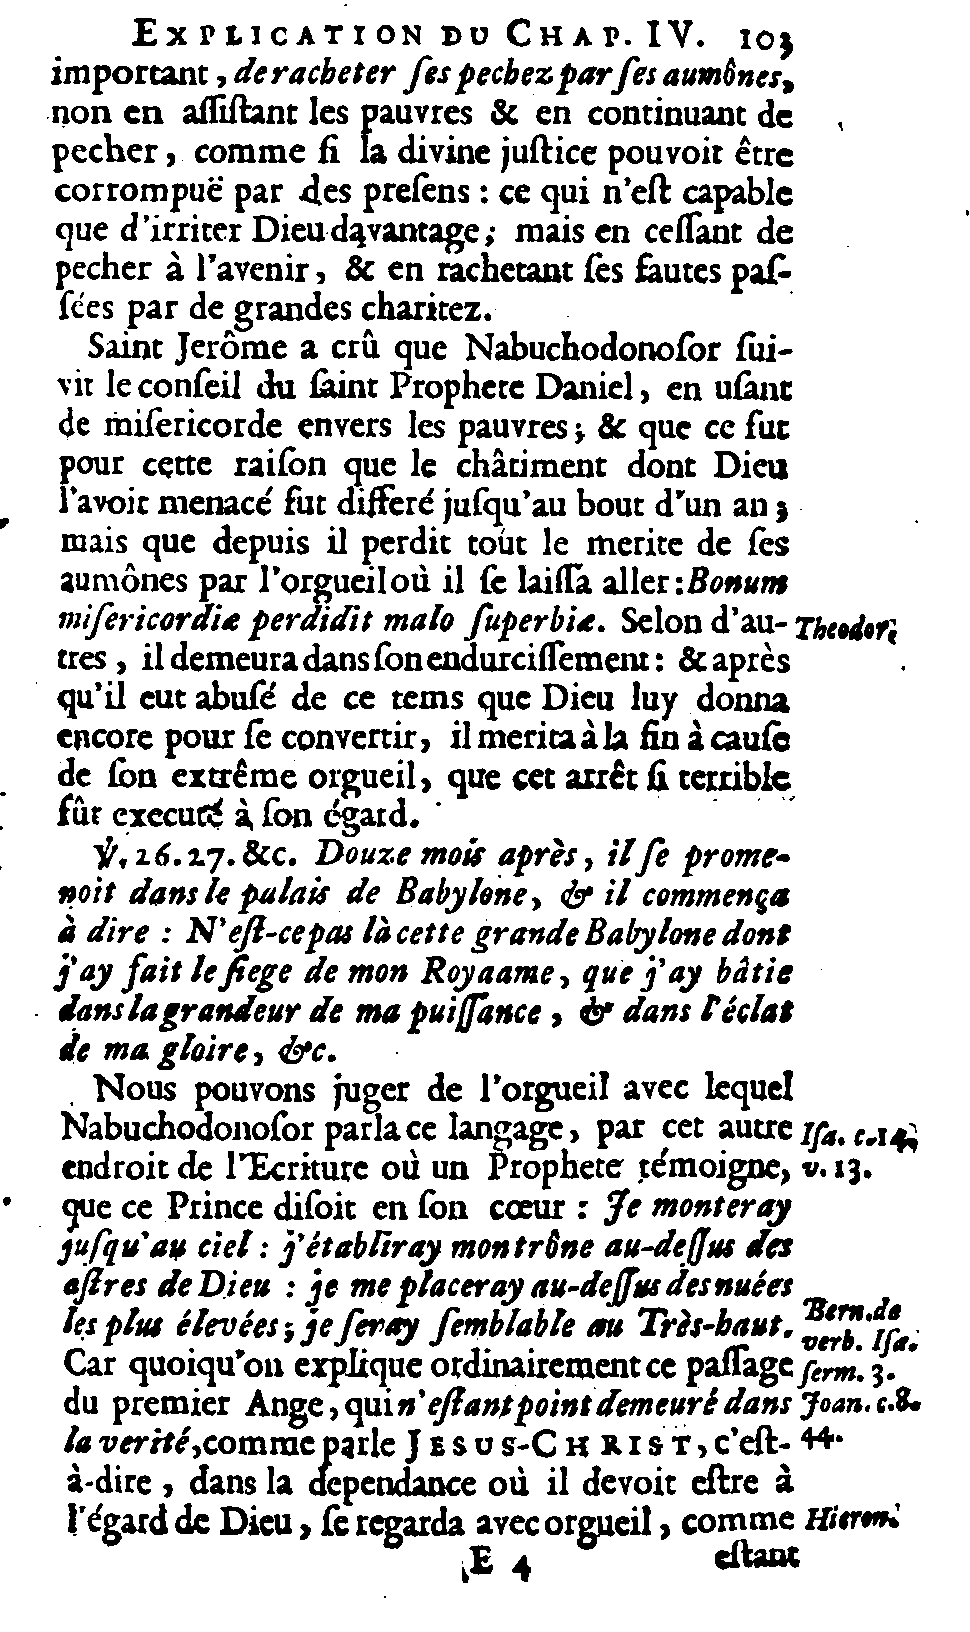 EXPLICATION DU CHAP. IV. 103
important, de racheter ſes pechez par ſes aumônes,
non en aſſiſtant les pauvres & en continuant de
pecher, comme ſi la divine juſtice pouvoit être
corrompuë par des preſens : ce qui n'eſt capable
que d'irriter Dieu davantage; mais en ceſſant de
pecher à l'avenir, & en rachetant ſes fautes paſ-
ſées par de grandes charitez.
Saint Jerôme a crû que Nabuchodonoſor ſui-
vit le conſeil du ſaint Prophete Daniel, en uſant
de miſericorde envers les pauvres; & que ce fut
pour cette raiſon que le châtiment dont Dieu
l'avoit menacé fut differé juſqu'au bout d'un an;
mais que depuis il perdit tout le merite de ſes
aumônes par l'orgueil où il ſe laiſſa aller: Bonum
miſericordiæ perdidit malo ſuperbiæ. Selon d'au- Theodor.
tres, il demeura dans ſon endurciſſement: & après
qu'il eut abuſé de ce tems que Dieu luy donna
encore pour ſe convertir, il merita à la fin à cauſe
de ſon extrême orgueil, que cet arrêt ſi terrible
fût executé à ſon égard.
℣. 26. 27. &c. Douze mois après, il ſe prome-
noit dans le palais de Babylone, & il commença
à dire : N'eſt-ce pas là cette grande Babylone dont
j'ay fait le ſiege de mon Royaame, que j'ay bâtie
dans la grandeur de ma puiſſance, & dans l'éclat
de ma gloire, &c.
Nous pouvons juger de l'orgueil avec lequel
Nabuchodonoſor parla ce langage, par cet autre Iſa. c. 14.
endroit de l'Ecriture où un Prophete témoigne, v. 13.
que ce Prince diſoit en ſon cœur : Je monteray
juſqu'au ciel : j'établiray mon trône au-deſſus des
aſtres de Dieu : je me placeray au-deſſus des nuées
les plus élevées; je ſeray ſemblable au Très-haut. Bern. de verb. Iſa.
Car quoiqu'on explique ordinairement ce paſſage ſerm. 3.
du premier Ange, qui n'eſtant point demeuré dans Joan. c. 8.
la verité, comme parle JESUS-CHRIST, c'eſt- 44.
à-dire, dans la dependance où il devoit eſtre à
l'égard de Dieu, ſe regarda avec orgueil, comme Hieron.
E 4 eſtant